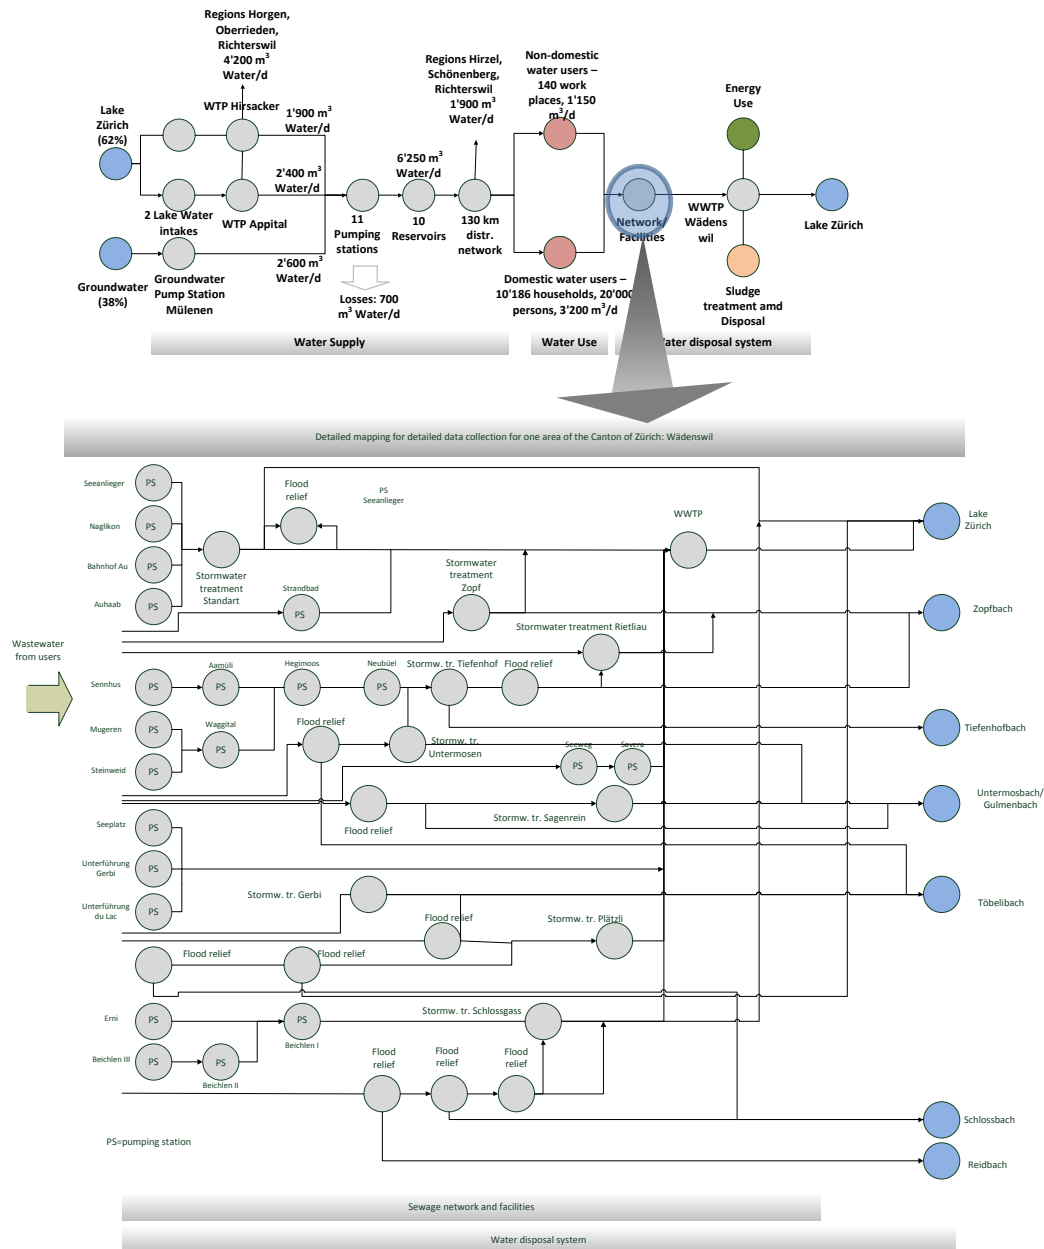 Regions Horgen,
Oberrieden,
Richterswil
4'200 m³
Water/d
Regions Hirzel,
Schönenberg,
Richterswil
1'900 m³
Water/d
Non-domestic
water users –
140 work
places, 1'150
m³/d
Energy
Use
Lake
Zürich
(62%)
WTP Hirsacker
1'900 m³
Water/d
2'400 m³
Water/d
6'250 m³
Water/d
2 Lake Water
intakes
WTP Appital
11
Pumping
stations
10
Reservoirs
130 km
distr.
network
Network/
Facilities
WWTP
Wädens
wil
Lake Zürich
2'600 m³
Water/d
Groundwater
(38%)
Groundwater
Pump Station
Mülenen
Losses: 700
m³ Water/d
Domestic water users –
10'186 households, 20'000
persons, 3'200 m³/d
Sludge
treatment and
Disposal
Water Supply
Water Use
ater disposal system
Detailed mapping for detailed data collection for one area of the Canton of Zürich: Wädenswil
Seeanlieger
PS
Flood
relief
PS
Seeanlieger
WWTP
Lake
Zürich
Naglikon
PS
Bahnhof Au
PS
Stormwater
treatment
Standart
Stormwater
treatment
Zopf
Auhaab
PS
Strandbad
PS
Zopfbach
Stormwater treatment Rietliau
Wastewater
from users
Sennhus
PS
Aamüli
PS
Hegimoos
PS
Neubüel
PS
Stormw. tr. Tiefenhof
Flood relief
Mugeren
PS
Waggital
PS
Flood relief
Stormw. tr.
Untermosen
Tiefenhofbach
Steinweid
PS
Seeweg
PS
Savera
PS
Untermosbach/
Gulmenbach
Flood relief
Stormw. tr. Sagenrein
Seeplatz
PS
Unterführung
Gerbi
PS
Unterführung
du Lac
PS
Stormw. tr. Gerbi
Töbelibach
Flood relief
Stormw. tr. Plätzli
Flood relief
Flood relief
Erni
PS
PS
Beichlen I
Stormw. tr. Schlossgass
Beichlen III
PS
PS
Beichlen II
Flood
relief
Flood
relief
Flood
relief
Schlossbach
PS=pumping station
Reidbach
Sewage network and facilities
Water disposal system